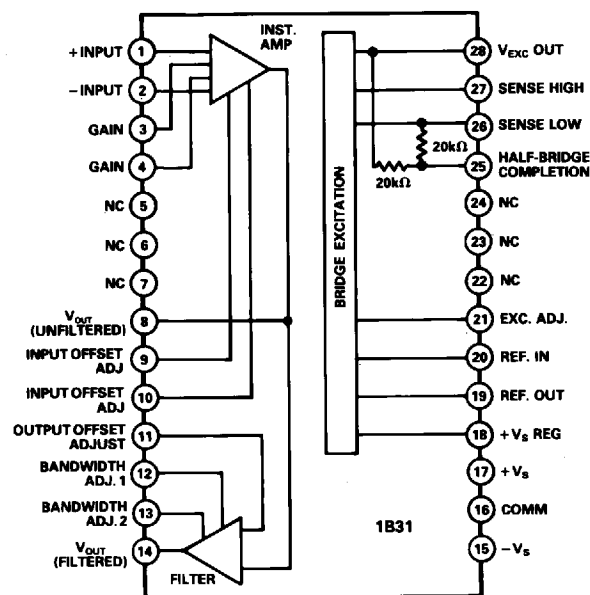 INST.
AMP
+ INPUT 1
– INPUT 2
GAIN 3
GAIN 4
NC 5
NC 6
NC 7
VOUT 8
(UNFILTERED)
INPUT OFFSET 9
ADJ
INPUT OFFSET 10
ADJ
OUTPUT OFFSET 11
ADJUST
BANDWIDTH 12
ADJ. 1
BANDWIDTH 13
ADJ. 2
VOUT 14
(FILTERED)
FILTER
BRIDGE EXCITATION
28 VEXC OUT
27 SENSE HIGH
26 SENSE LOW
20kΩ
25 HALF-BRIDGE
COMPLETION
20kΩ
24 NC
23 NC
22 NC
21 EXC. ADJ.
20 REF. IN
19 REF. OUT
18 + VS REG
17 + VS
16 COMM
15 – VS
1B31